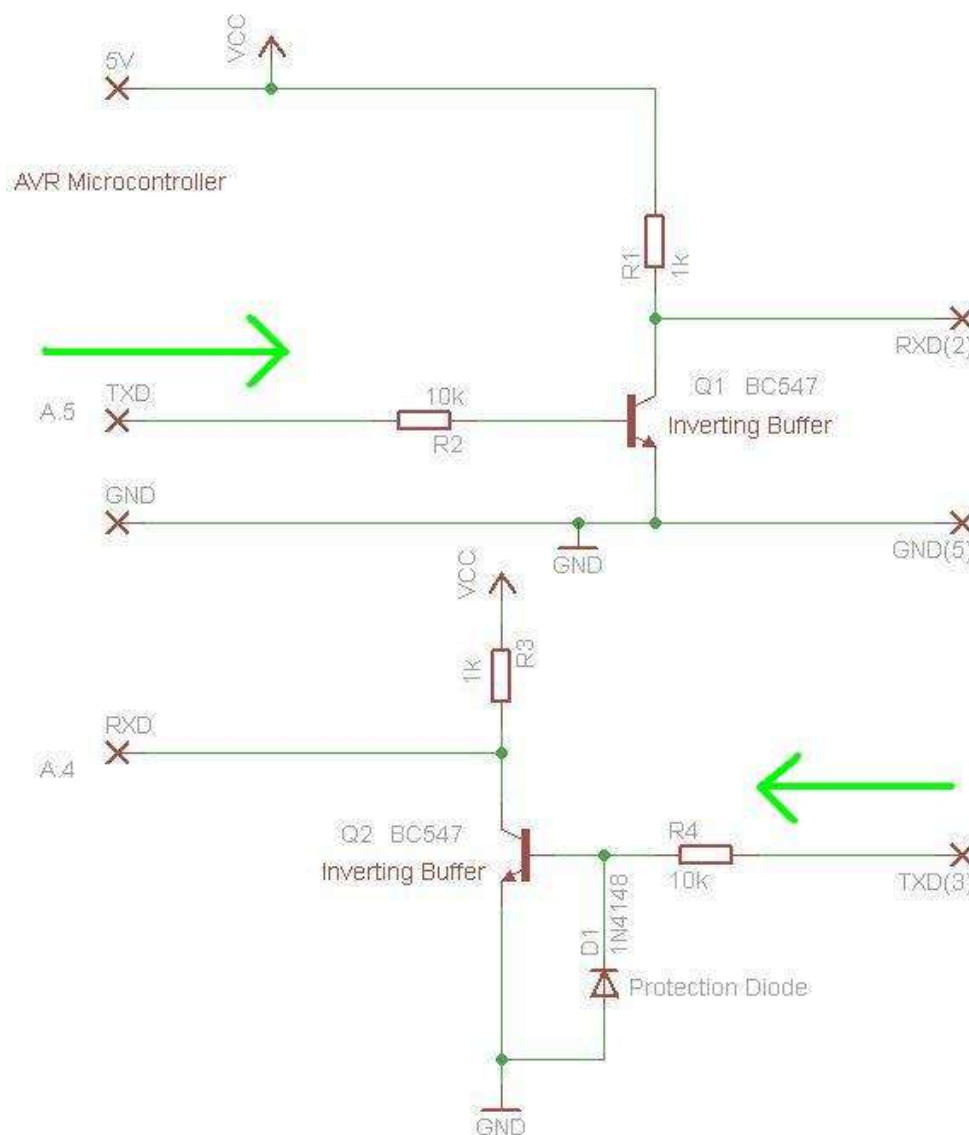 VCC
5V
AVR Microcontroller
R1
1k
RXD(2)
TXD
10k
Q1 BC547
A.5
R2
Inverting Buffer
GND
GND(5)
GND
VCC
R3
1k
RXD
A.4
Q2 BC547
R4
Inverting Buffer
10k
TXD(3)
D1
1N4148
Protection Diode
GND